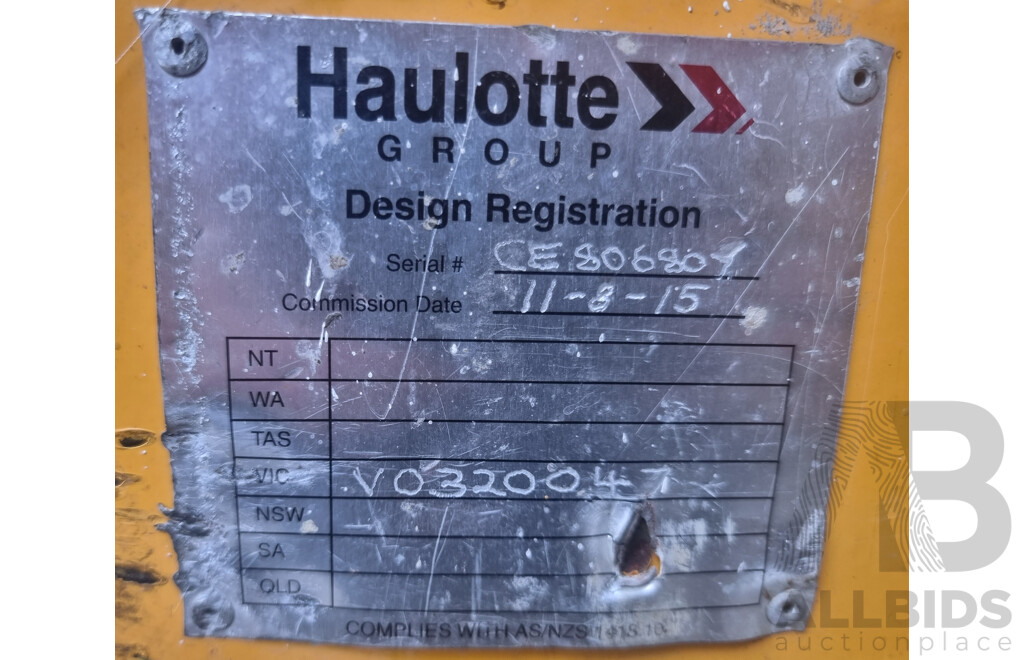 Haulotte
GROUP
Design Registration
Serial # CE806807
Commission Date 11-8-15
NT
WA
TAS
VIC V0320047
NSW
SA
QLD
COMPLIES WITH AS/NZS 1418.10
B
ALLBIDS
auctionplace